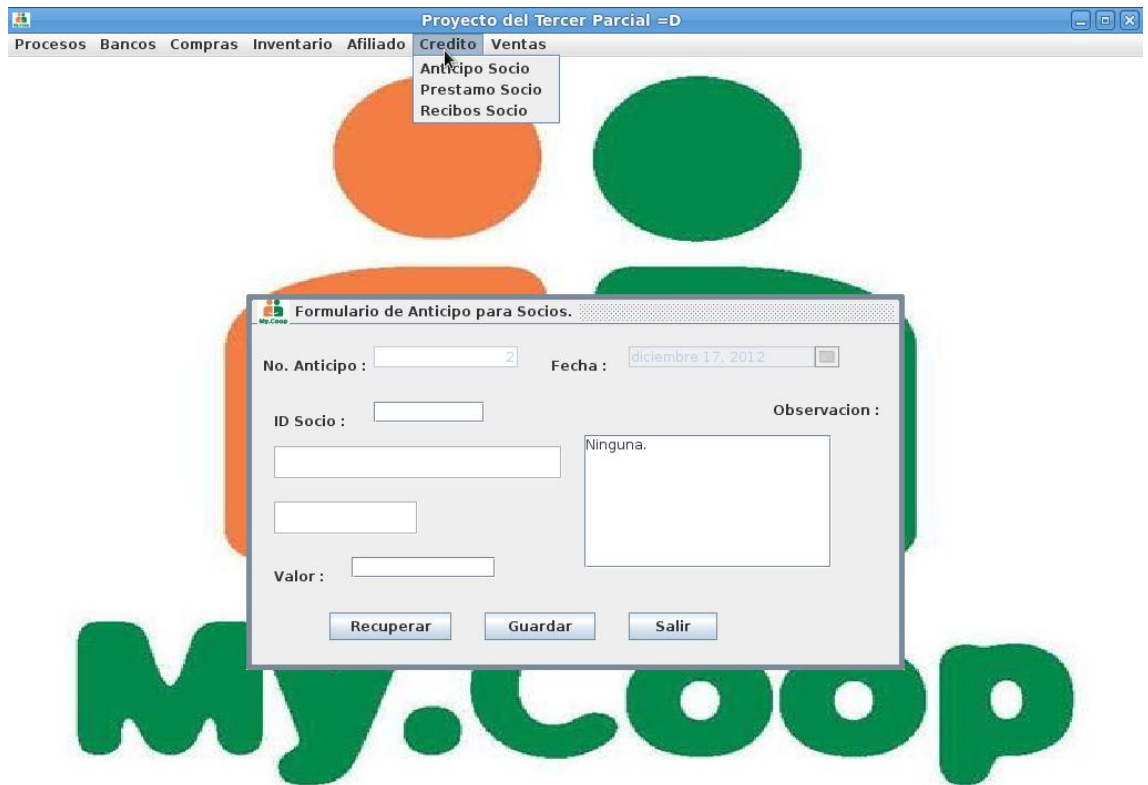 Proyecto del Tercer Parcial =D
Procesos Bancos Compras Inventario Afiliado Credito Ventas
Anticipo Socio
Prestamo Socio
Recibos Socio
My.Coop Formulario de Anticipo para Socios.
No. Anticipo : 2 Fecha : diciembre 17, 2012
ID Socio : Observacion :
Ninguna.
Valor :
Recuperar Guardar Salir
My.Coop